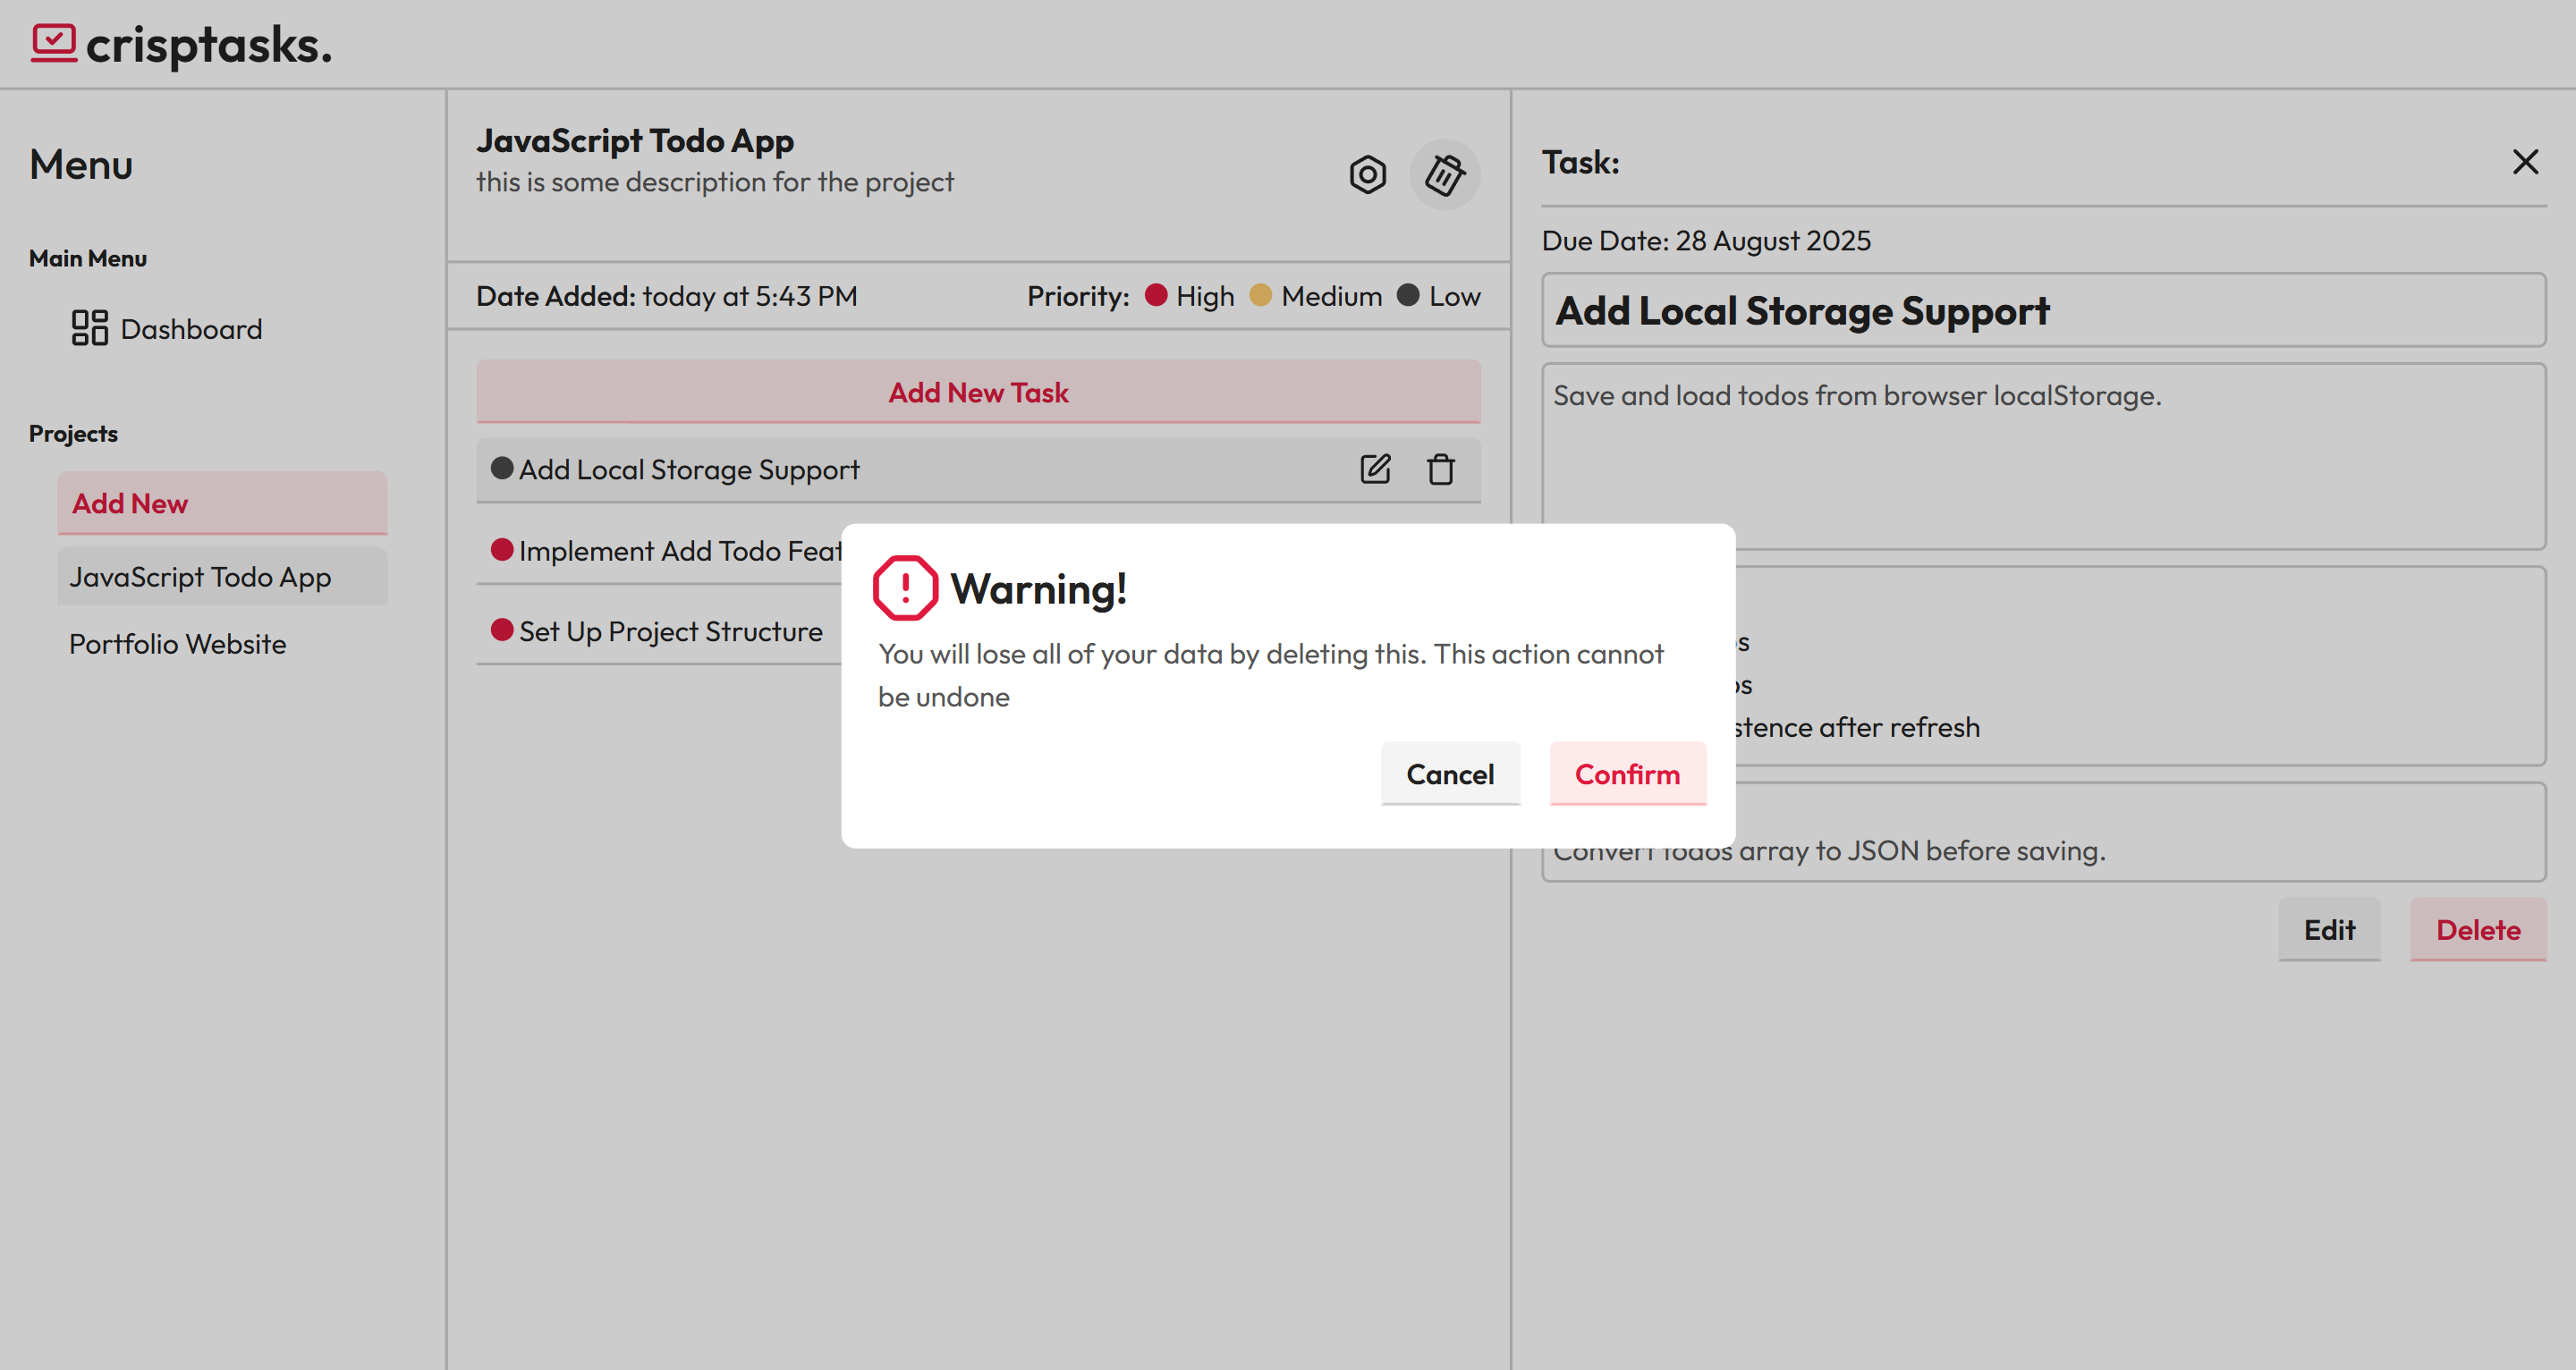 crisptasks.
Menu
Main Menu
Dashboard
Projects
Add New
JavaScript Todo App
Portfolio Website
JavaScript Todo App
this is some description for the project
Date Added: today at 5:43 PM
Priority: High Medium Low
Add New Task
Add Local Storage Support
Implement Add Todo
Set Up Project Structure
Task:
Due Date: 28 August 2025
Add Local Storage Support
Save and load todos from browser localStorage.
after refresh
Convert todos array to JSON before saving.
Edit
Delete
Warning!
You will lose all of your data by deleting this. This action cannot
be undone
Cancel
Confirm